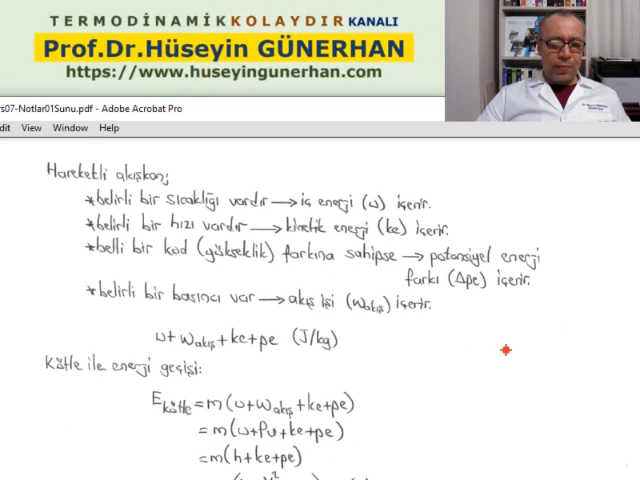 TERMODİNAMİKKOLAYDIR KANALI
Prof.Dr.Hüseyin GÜNERHAN
https://www.huseyingunerhan.com
rs07-Notlar01Sunu.pdf - Adobe Acrobat Pro
dit View Window Help
Hareketli akışkan;
*belirli bir sıcaklığı vardır → iç enerji (u) içerir.
*belirli bir hızı vardır → kinetik enerji (ke) içerir.
*belli bir kod (yükseklik) farkına sahipse → potansiyel enerji
farkı (Δpe) içerir.
*belirli bir basıncı var → akış işi (wakış) içerir.
u+wakış+ke+pe (J/kg)
Kütle ile enerji geçişi:
Ekütle=m(u+wakış+ke+pe)
=m(u+Pv+ke+pe)
=m(h+ke+pe)